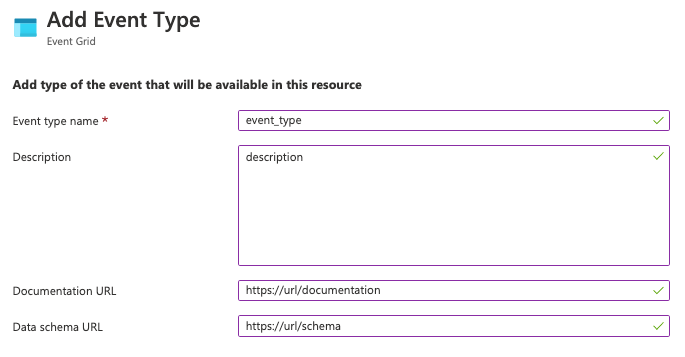 Add Event Type
Event Grid
Add type of the event that will be available in this resource
Event type name * event_type
Description description
Documentation URL https://url/documentation
Data schema URL https://url/schema